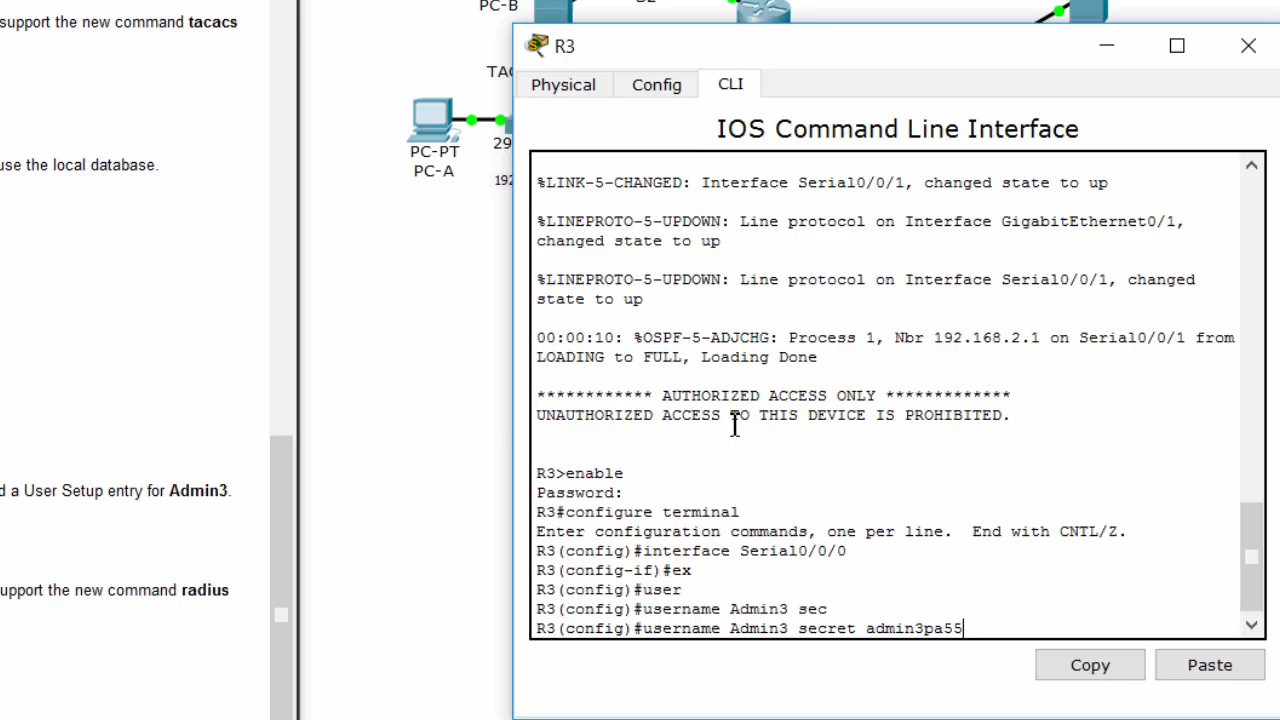 support the new command tacacs
use the local database.
d a User Setup entry for Admin3.
upport the new command radius
PC-B
TAC
PC-PT
PC-A
29
192
R3
Physical
Config
CLI
IOS Command Line Interface
%LINK-5-CHANGED: Interface Serial0/0/1, changed state to up
%LINEPROTO-5-UPDOWN: Line protocol on Interface GigabitEthernet0/1,
changed state to up
%LINEPROTO-5-UPDOWN: Line protocol on Interface Serial0/0/1, changed
state to up
00:00:10: %OSPF-5-ADJCHG: Process 1, Nbr 192.168.2.1 on Serial0/0/1 from
LOADING to FULL, Loading Done
************ AUTHORIZED ACCESS ONLY *************
UNAUTHORIZED ACCESS TO THIS DEVICE IS PROHIBITED.
R3>enable
Password:
R3#configure terminal
Enter configuration commands, one per line.  End with CNTL/Z.
R3(config)#interface Serial0/0/0
R3(config-if)#ex
R3(config)#user
R3(config)#username Admin3 sec
R3(config)#username Admin3 secret admin3pa55
Copy
Paste